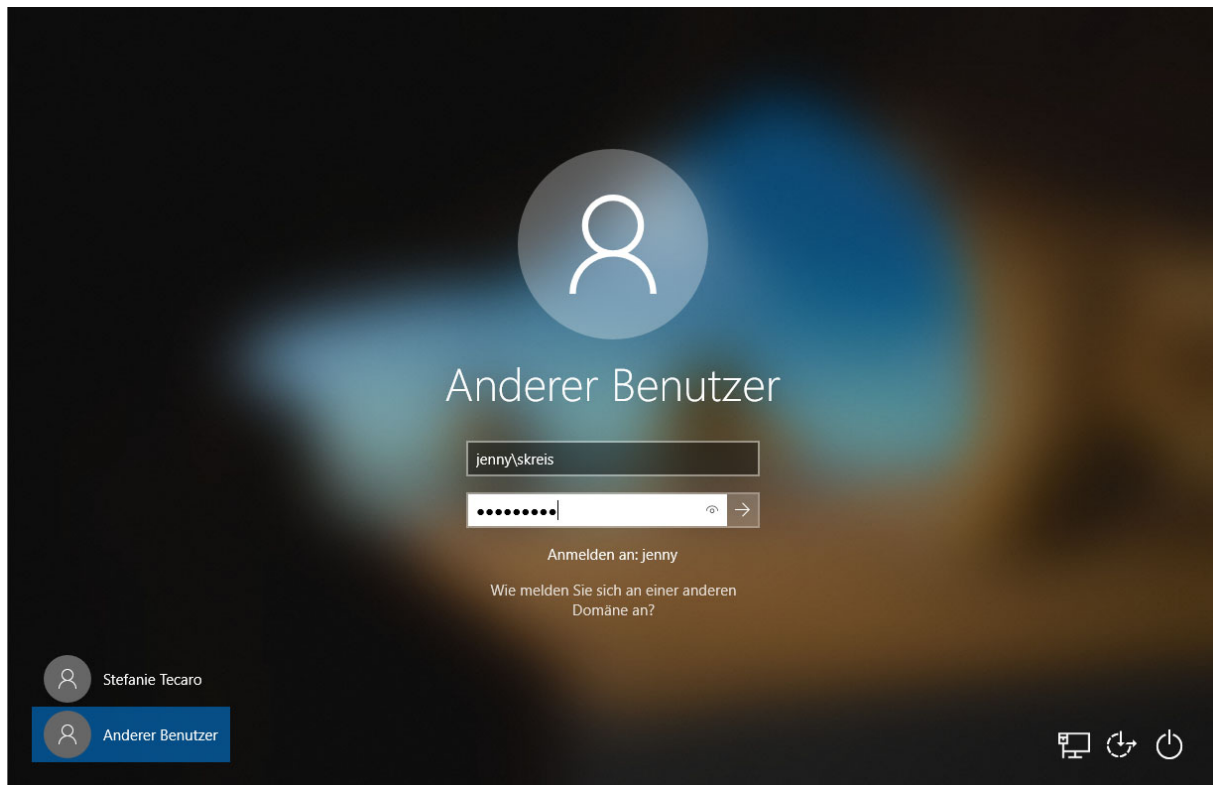 Anderer Benutzer
jenny\skreis
•••••••••
Anmelden an: jenny
Wie melden Sie sich an einer anderen
Domäne an?
Stefanie Tecaro
Anderer Benutzer